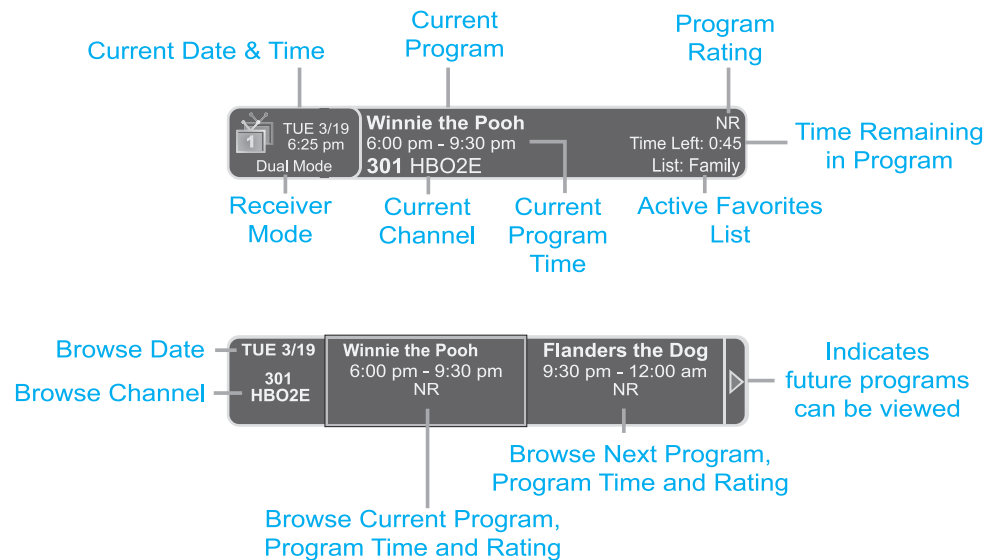 Current
Program
Program
Rating
Current Date & Time
1
TUE 3/19
6:25 pm
Dual Mode
Winnie the Pooh
6:00 pm - 9:30 pm
301 HBO2E
NR
Time Left: 0:45
List: Family
Time Remaining
in Program
Receiver
Mode
Current
Channel
Current
Program
Time
Active Favorites
List
Browse Date
Browse Channel
TUE 3/19
301
HBO2E
Winnie the Pooh
6:00 pm - 9:30 pm
NR
Flanders the Dog
9:30 pm - 12:00 am
NR
Indicates
future programs
can be viewed
Browse Next Program,
Program Time and Rating
Browse Current Program,
Program Time and Rating